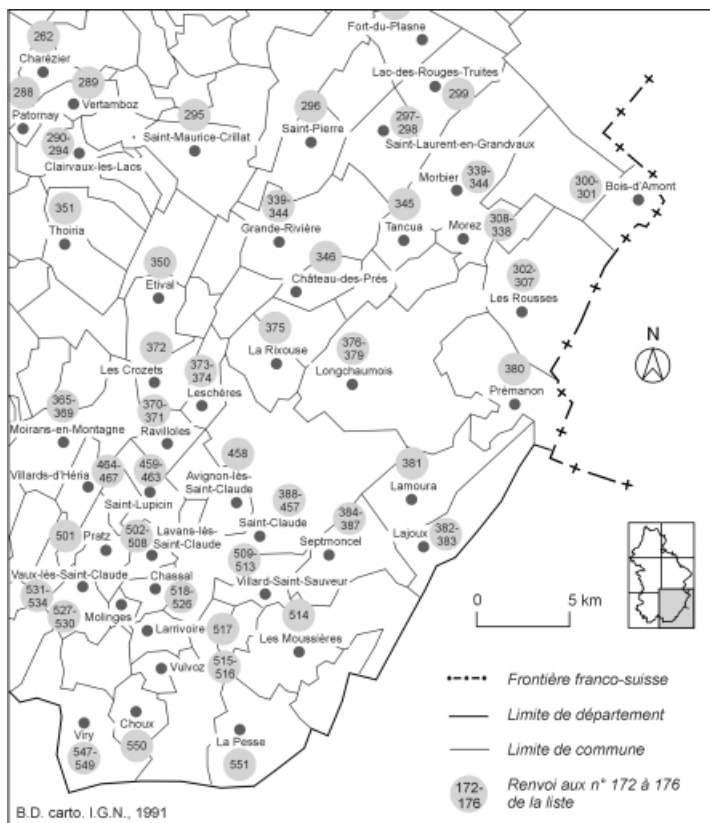 Fort-du-Plasne
262
Charézier
Lac-des-Rouges-Truites
289
299
288
Vertamboz
296
295
297-
298
Patornay
Saint-Maurice-Crillat
Saint-Pierre
Saint-Laurent-en-Grandvaux
290-
294
Clairvaux-les-Lacs
Morbier
339-
344
300-
301
Bois-d'Amont
351
339-
344
345
Thoiria
Grande-Rivière
Tancua
Morez
308-
338
350
346
302-
307
Etival
Château-des-Prés
Les Rousses
375
N
372
376-
379
La Rixouse
Les Crozets
373-
374
Longchaumois
380
Leschères
Prémanon
365-
369
370-
371
Moirans-en-Montagne
Ravilloles
458
464-
467
459-
463
Avignon-lès-
Saint-Claude
381
Villards-d'Héria
388-
457
Lamoura
Saint-Lupicin
384-
387
501
Pratz
502-
508
Lavans-lès-
Saint-Claude
Saint-Claude
Septmoncel
Lajoux
382-
383
509-
513
Vaux-lès-Saint-Claude
Chassal
Villard-Saint-Sauveur
531-
534
518-
526
0
5 km
527-
530
Molinges
514
Larrivoire
517
Les Moussières
Vulvoz
515-
516
Frontière franco-suisse
Choux
Limite de département
Viry
La Pesse
547-
549
550
Limite de commune
551
172-
176
Renvoi aux n° 172 à 176
de la liste
B.D. carto. I.G.N., 1991